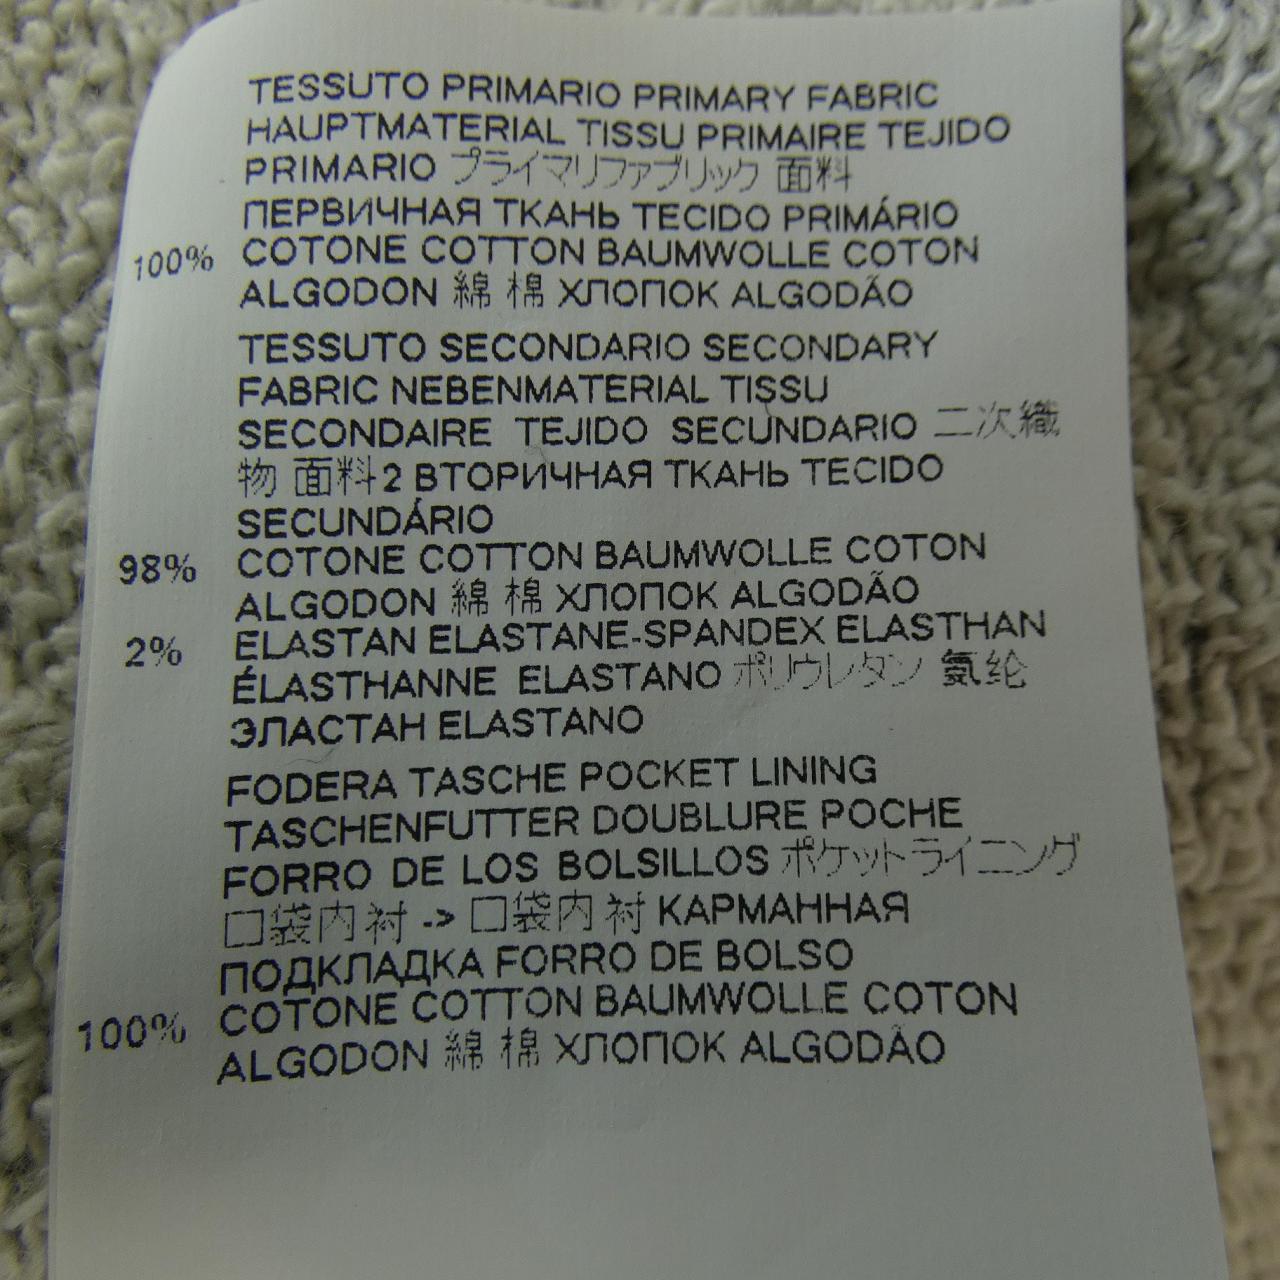 TESSUTO PRIMARIO PRIMARY FABRIC
HAUPTMATERIAL TISSU PRIMAIRE TEJIDO
PRIMARIO プライマリファブリック 面料
ПЕРВИЧНАЯ ТКАНЬ TECIDO PRIMÁRIO
100% COTONE COTTON BAUMWOLLE COTON
ALGODON 綿 棉 ХЛОПОК ALGODÃO
TESSUTO SECONDARIO SECONDARY
FABRIC NEBENMATERIAL TISSU
SECONDAIRE TEJIDO SECUNDARIO 二次織
物 面料2 ВТОРИЧНАЯ ТКАНЬ TECIDO
SECUNDÁRIO
98% COTONE COTTON BAUMWOLLE COTON
ALGODON 綿 棉 ХЛОПОК ALGODÃO
2% ELASTAN ELASTANE-SPANDEX ELASTHAN
ÉLASTHANNE ELASTANO ポリウレタン 氨纶
ЭЛАСТАН ELASTANO
FODERA TASCHE POCKET LINING
TASCHENFUTTER DOUBLURE POCHE
FORRO DE LOS BOLSILLOS ポケットライニング
口袋内衬 -> 口袋内衬 КАРМАННАЯ
ПОДКЛАДКА FORRO DE BOLSO
100% COTONE COTTON BAUMWOLLE COTON
ALGODON 綿 棉 ХЛОПОК ALGODÃO